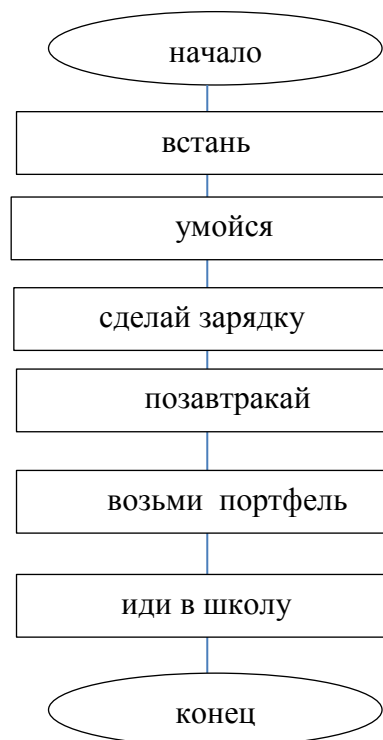 начало
встань
умойся
сделай зарядку
позавтракай
возьми  портфель
иди в школу
конец